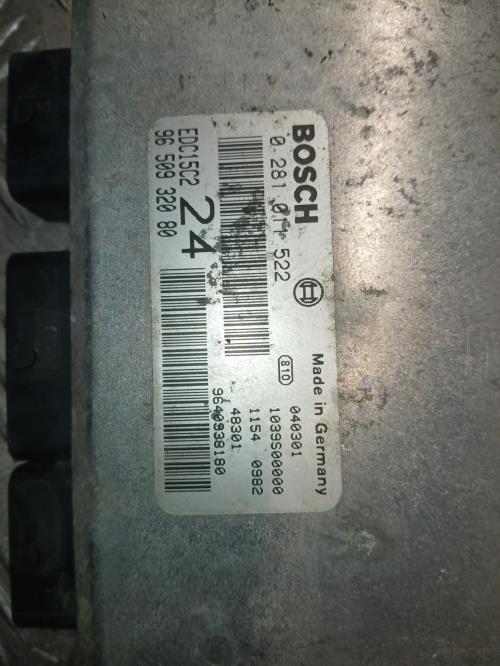 BOSCH
0 281 011 522
EDC15C2
96 509 320 80
24
810
Made in Germany
040301
1039S00000
1154 0982
48301
9640938180